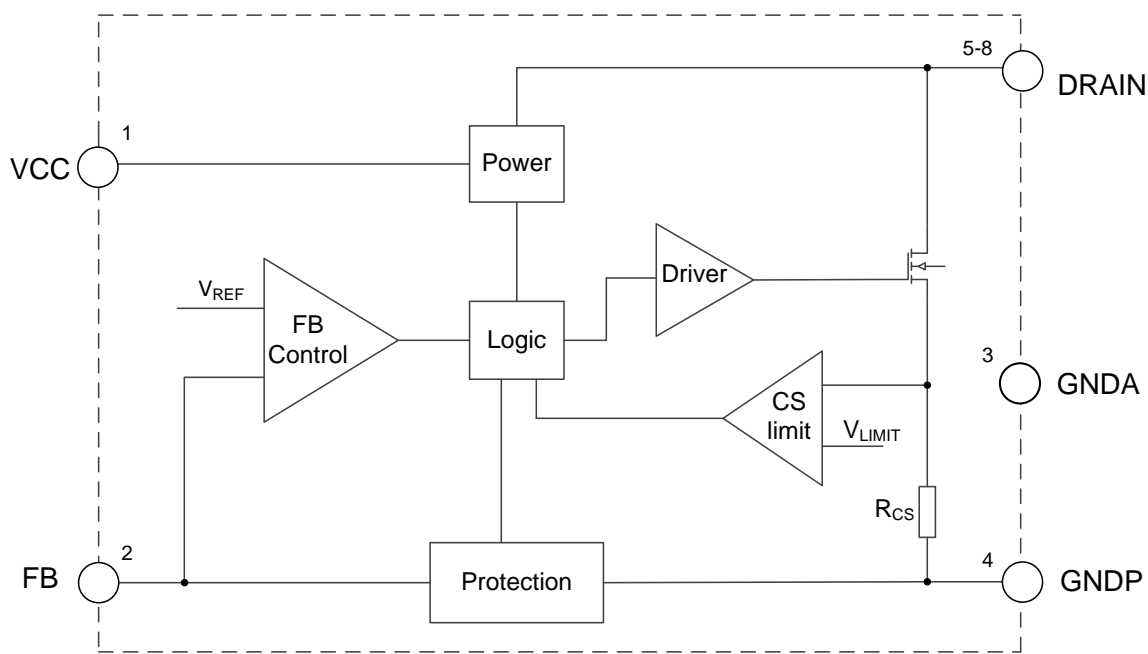 5-8
DRAIN
1
VCC
Power
Driver
VREF
FB
Control
Logic
3
GNDA
CS
limit
VLIMIT
RCS
2
FB
Protection
4
GNDP